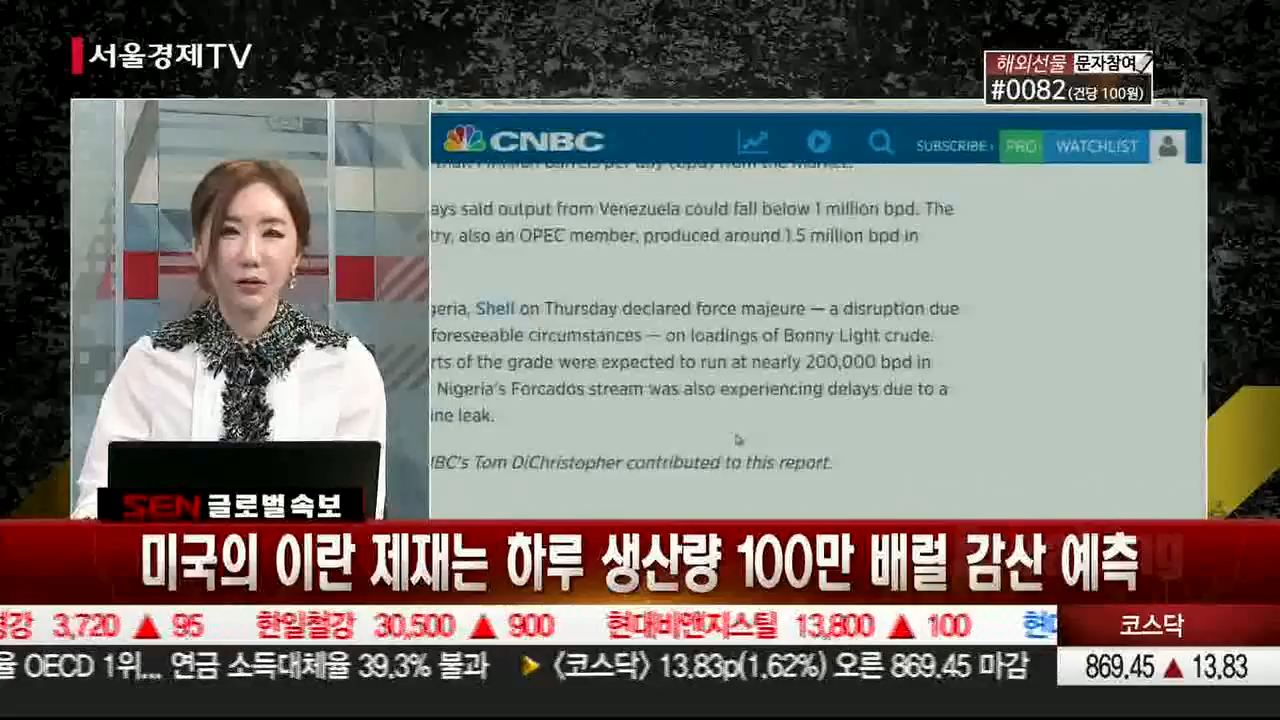 서울경제TV
해외선물 문자참여
#0082(건당 100원)
CNBC
SUBSCRIBE PRO WATCHLIST
ays said output from Venezuela could fall below 1 million bpd. The
try, also an OPEC member, produced around 1.5 million bpd in
geria, Shell on Thursday declared force majeure — a disruption due
foreseeable circumstances — on loadings of Bonny Light crude.
rts of the grade were expected to run at nearly 200,000 bpd in
Nigeria's Forcados stream was also experiencing delays due to a
ine leak.
IBC's Tom DiChristopher contributed to this report.
SEN 글로벌 속보
미국의 이란 제재는 하루 생산량 100만 배럴 감산 예측
강 3,720 ▲ 95 한일철강 30,500 ▲ 900 현대비앤지스틸 13,800 ▲ 100 현대 코스닥
율 OECD 1위... 연금 소득대체율 39.3% 불과 〈코스닥〉 13.83p(1.62%) 오른 869.45 마감 869.45 ▲ 13,83